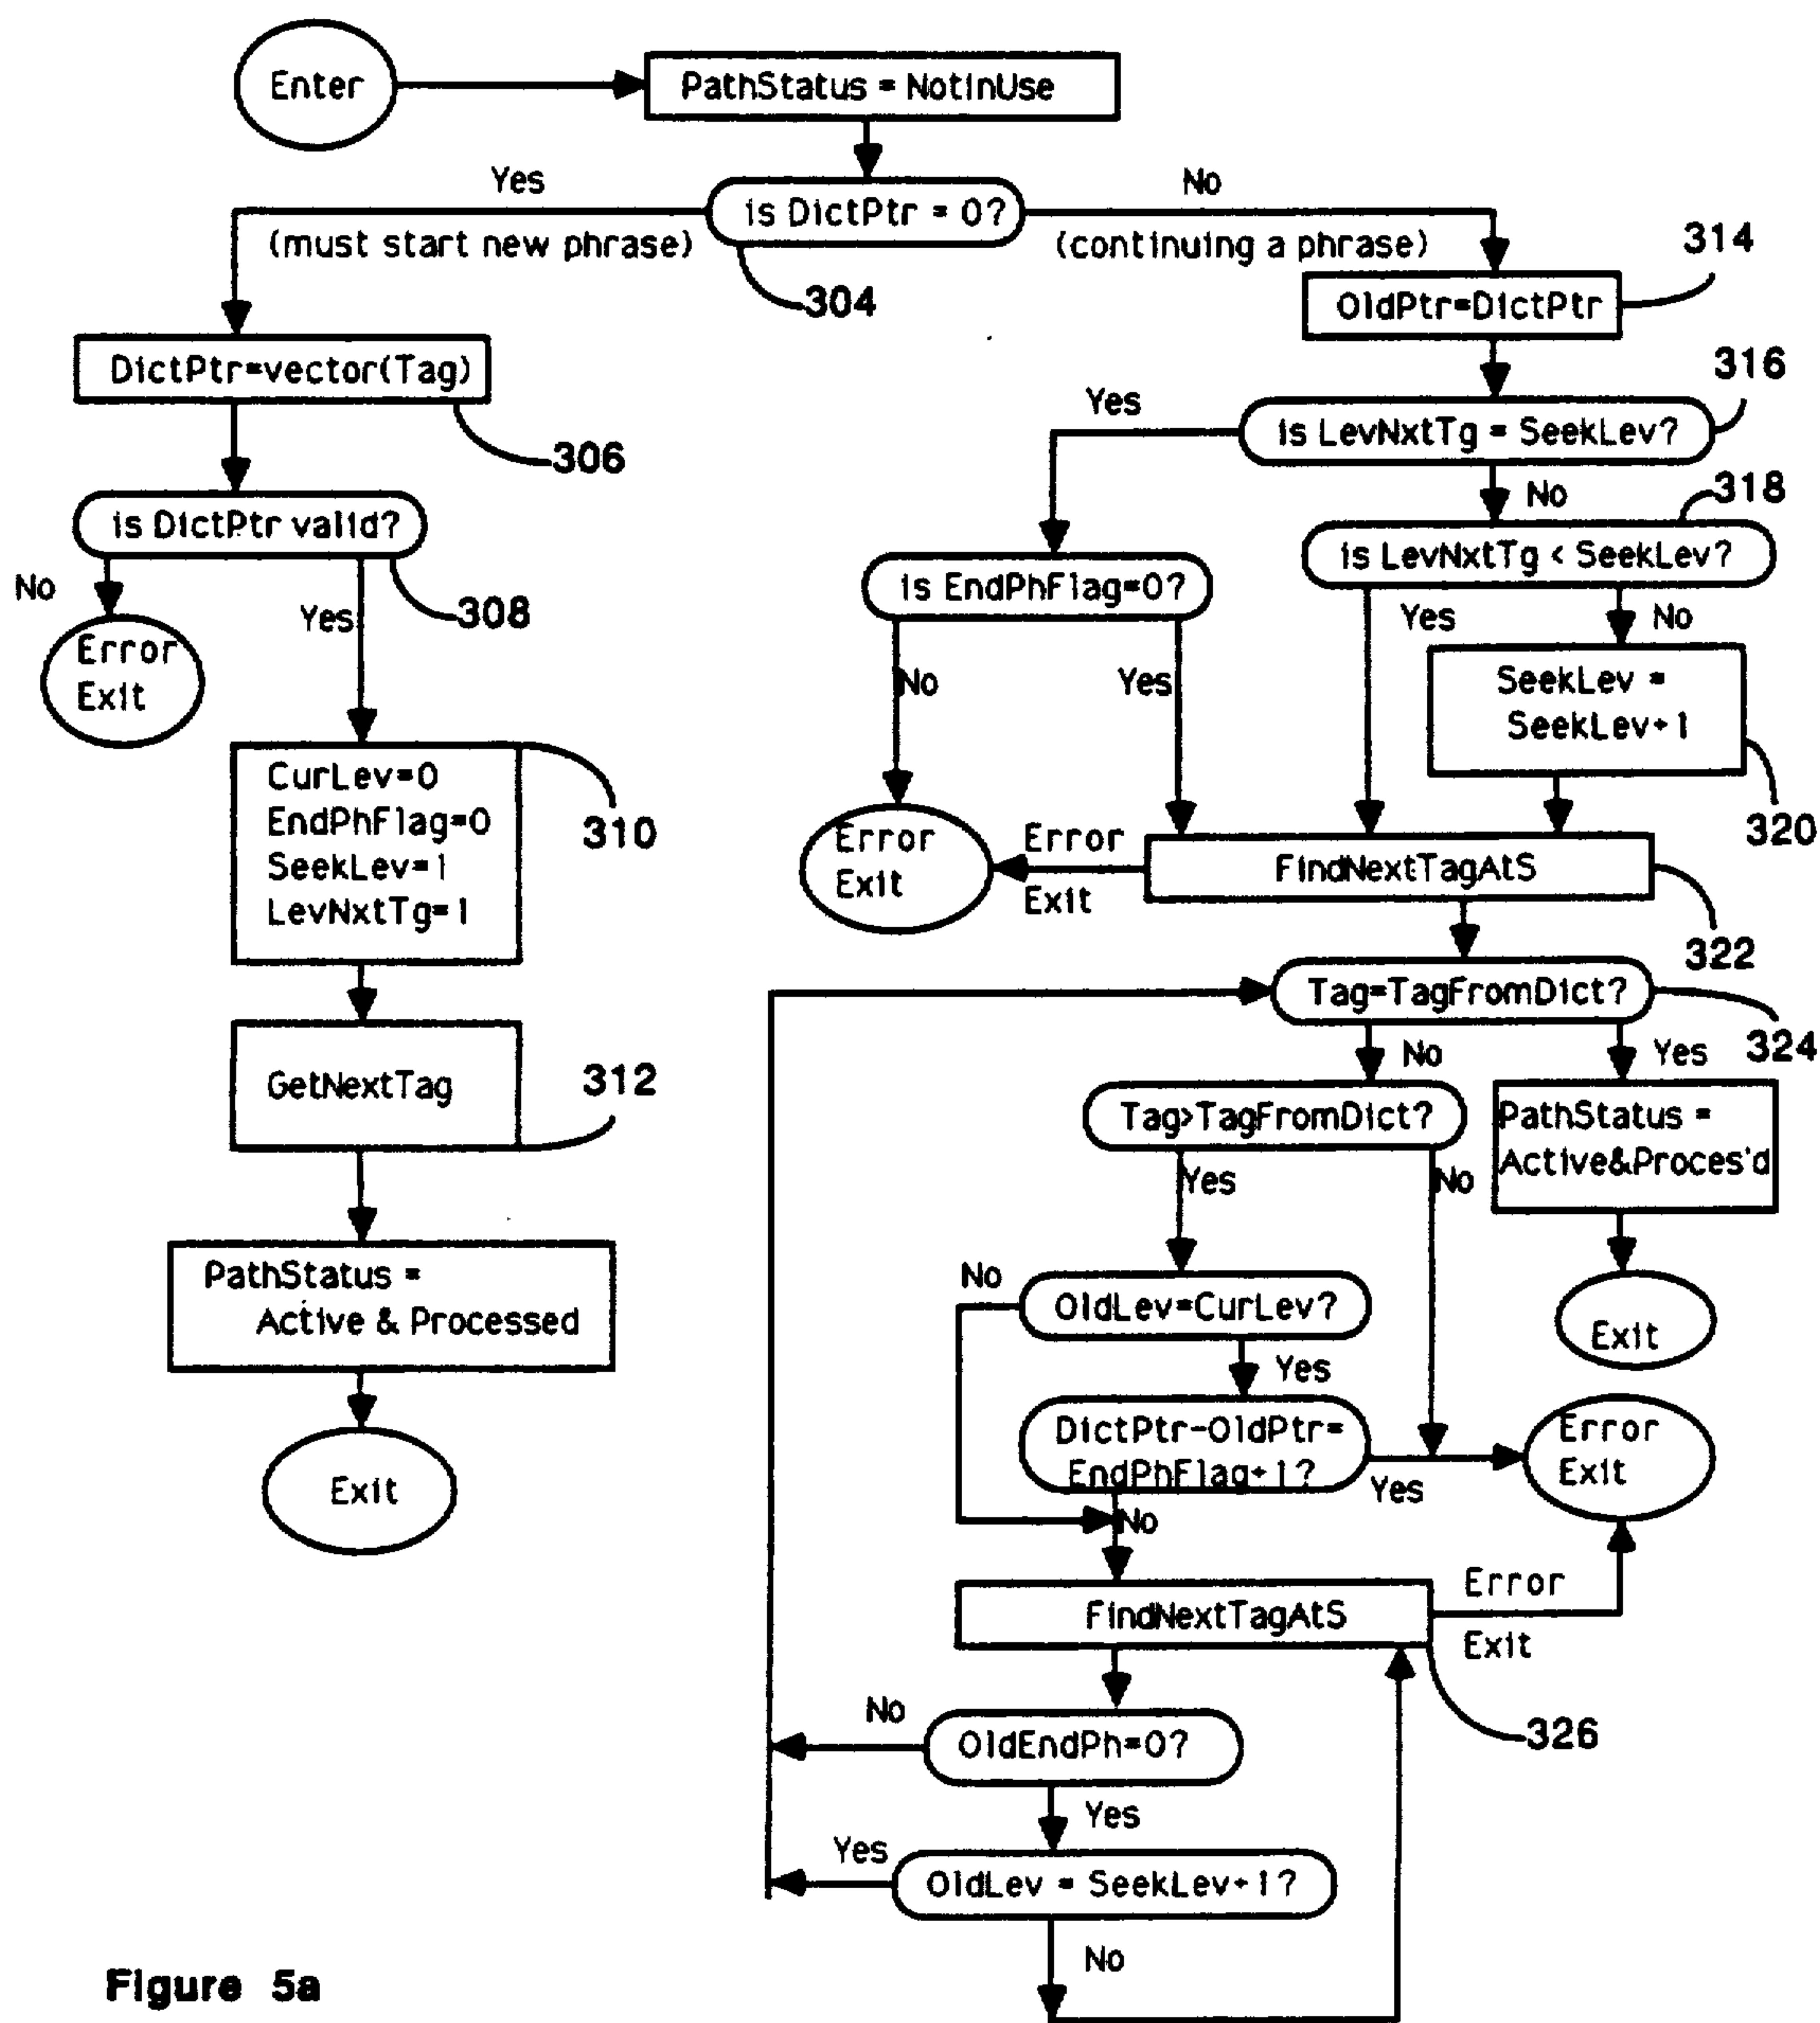 Enter
PathStatus = NotInUse
Yes
No
is DictPtr = 0?
(must start new phrase)
(continuing a phrase)
304
314
OldPtr=DictPtr
DictPtr=vector(Tag)
306
316
Yes
is LevNxtTg = SeekLev?
No
318
is DictPtr valid?
No
Yes
308
Error
Exit
is LevNxtTg < SeekLev?
is EndPhFlag=0?
Yes
No
No
Yes
SeekLev =
SeekLev+1
320
CurLev=0
EndPhFlag=0
SeekLev=1
LevNxtTg=1
310
Error
Exit
Error
Exit
FindNextTagAtS
322
Tag=TagFromDict?
324
GetNextTag
312
No
Yes
Tag>TagFromDict?
PathStatus =
Active&Proces'd
Yes
No
PathStatus =
Active & Processed
No
OldLev=CurLev?
Exit
Yes
Exit
DictPtr-OldPtr=
EndPhFlag+1?
Yes
Error
Exit
No
FindNextTagAtS
Error
Exit
326
No
OldEndPh=0?
Yes
Yes
OldLev = SeekLev+1?
No
Figure 5a